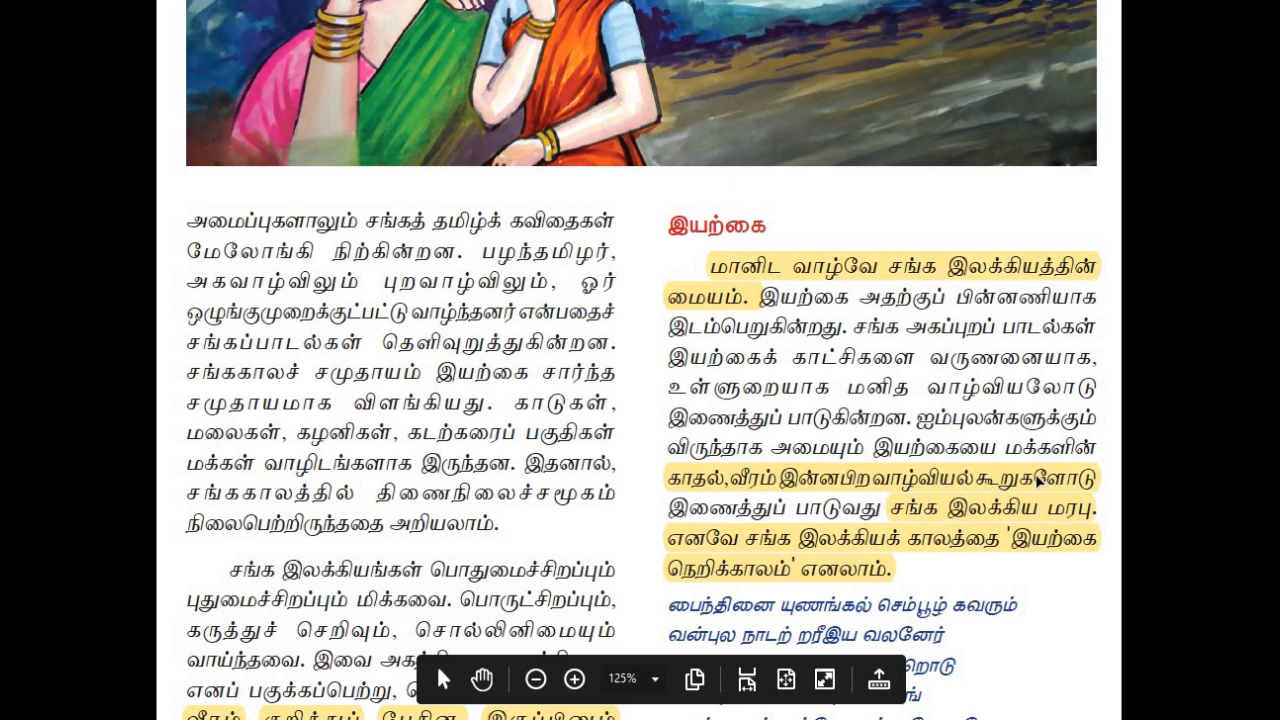 அமைப்புகளாலும் சங்கத் தமிழ்க் கவிதைகள்
மேலோங்கி நிற்கின்றன. பழந்தமிழர்,
அகவாழ்விலும் புறவாழ்விலும், ஓர்
ஒழுங்குமுறைக்குட்பட்டு வாழ்ந்தனர் என்பதைச்
சங்கப்பாடல்கள் தெளிவுறுத்துகின்றன.
சங்ககாலச் சமுதாயம் இயற்கை சார்ந்த
சமுதாயமாக விளங்கியது. காடுகள்,
மலைகள், கழனிகள், கடற்கரைப் பகுதிகள்
மக்கள் வாழிடங்களாக இருந்தன. இதனால்,
சங்ககாலத்தில் திணைநிலைச்சமூகம்
நிலைபெற்றிருந்ததை அறியலாம்.
சங்க இலக்கியங்கள் பொதுமைச்சிறப்பும்
புதுமைச்சிறப்பும் மிக்கவை. பொருட்சிறப்பும்,
கருத்துச் செறிவும், சொல்லினிமையும்
வாய்ந்தவை. இவை
எனப் பகுக்கப்பெற்று,
வீரம் குறித்துப் பேசின இருப்பினும்
இயற்கை
மானிட வாழ்வே சங்க இலக்கியத்தின்
மையம். இயற்கை அதற்குப் பின்னணியாக
இடம்பெறுகின்றது. சங்க அகப்புறப் பாடல்கள்
இயற்கைக் காட்சிகளை வருணனையாக,
உள்ளுறையாக மனித வாழ்வியலோடு
இணைத்துப் பாடுகின்றன. ஐம்புலன்களுக்கும்
விருந்தாக அமையும் இயற்கையை மக்களின்
காதல்,வீரம் இன்னபிற வாழ்வியல் கூறுகளோடு
இணைத்துப் பாடுவது சங்க இலக்கிய மரபு.
எனவே சங்க இலக்கியக் காலத்தை 'இயற்கை
நெறிக்காலம்' எனலாம்.
பைந்தினை யுணங்கல் செம்பூழ் கவரும்
வன்புல நாடற் றரீஇய வலனேர்
றொடு
125%